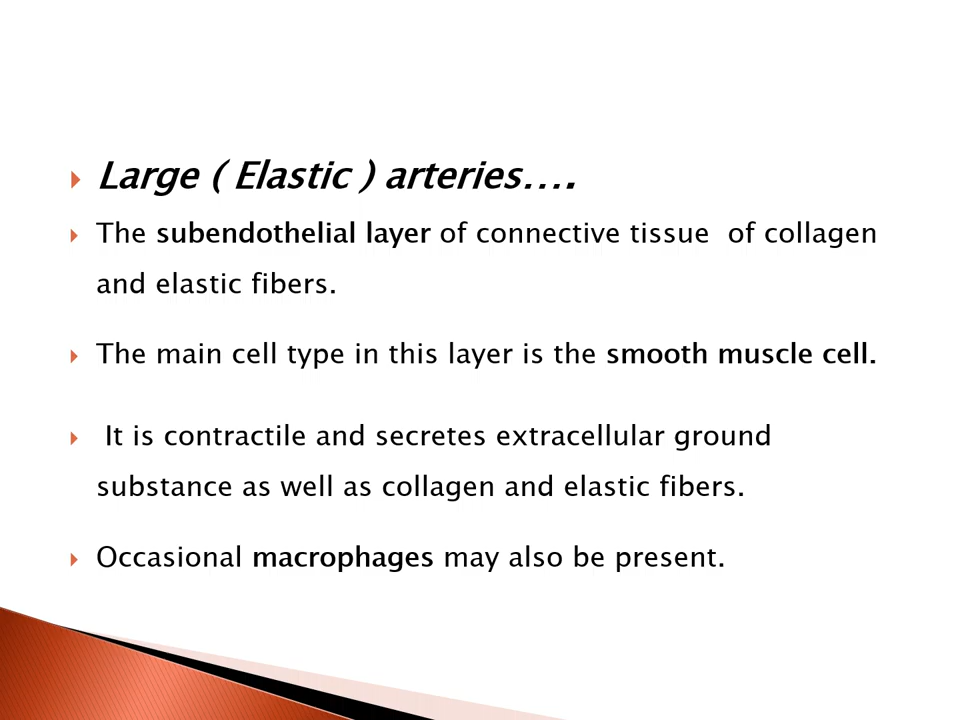 Large ( Elastic ) arteries….
The subendothelial layer of connective tissue  of collagen
and elastic fibers.
The main cell type in this layer is the smooth muscle cell.
It is contractile and secretes extracellular ground
substance as well as collagen and elastic fibers.
Occasional macrophages may also be present.